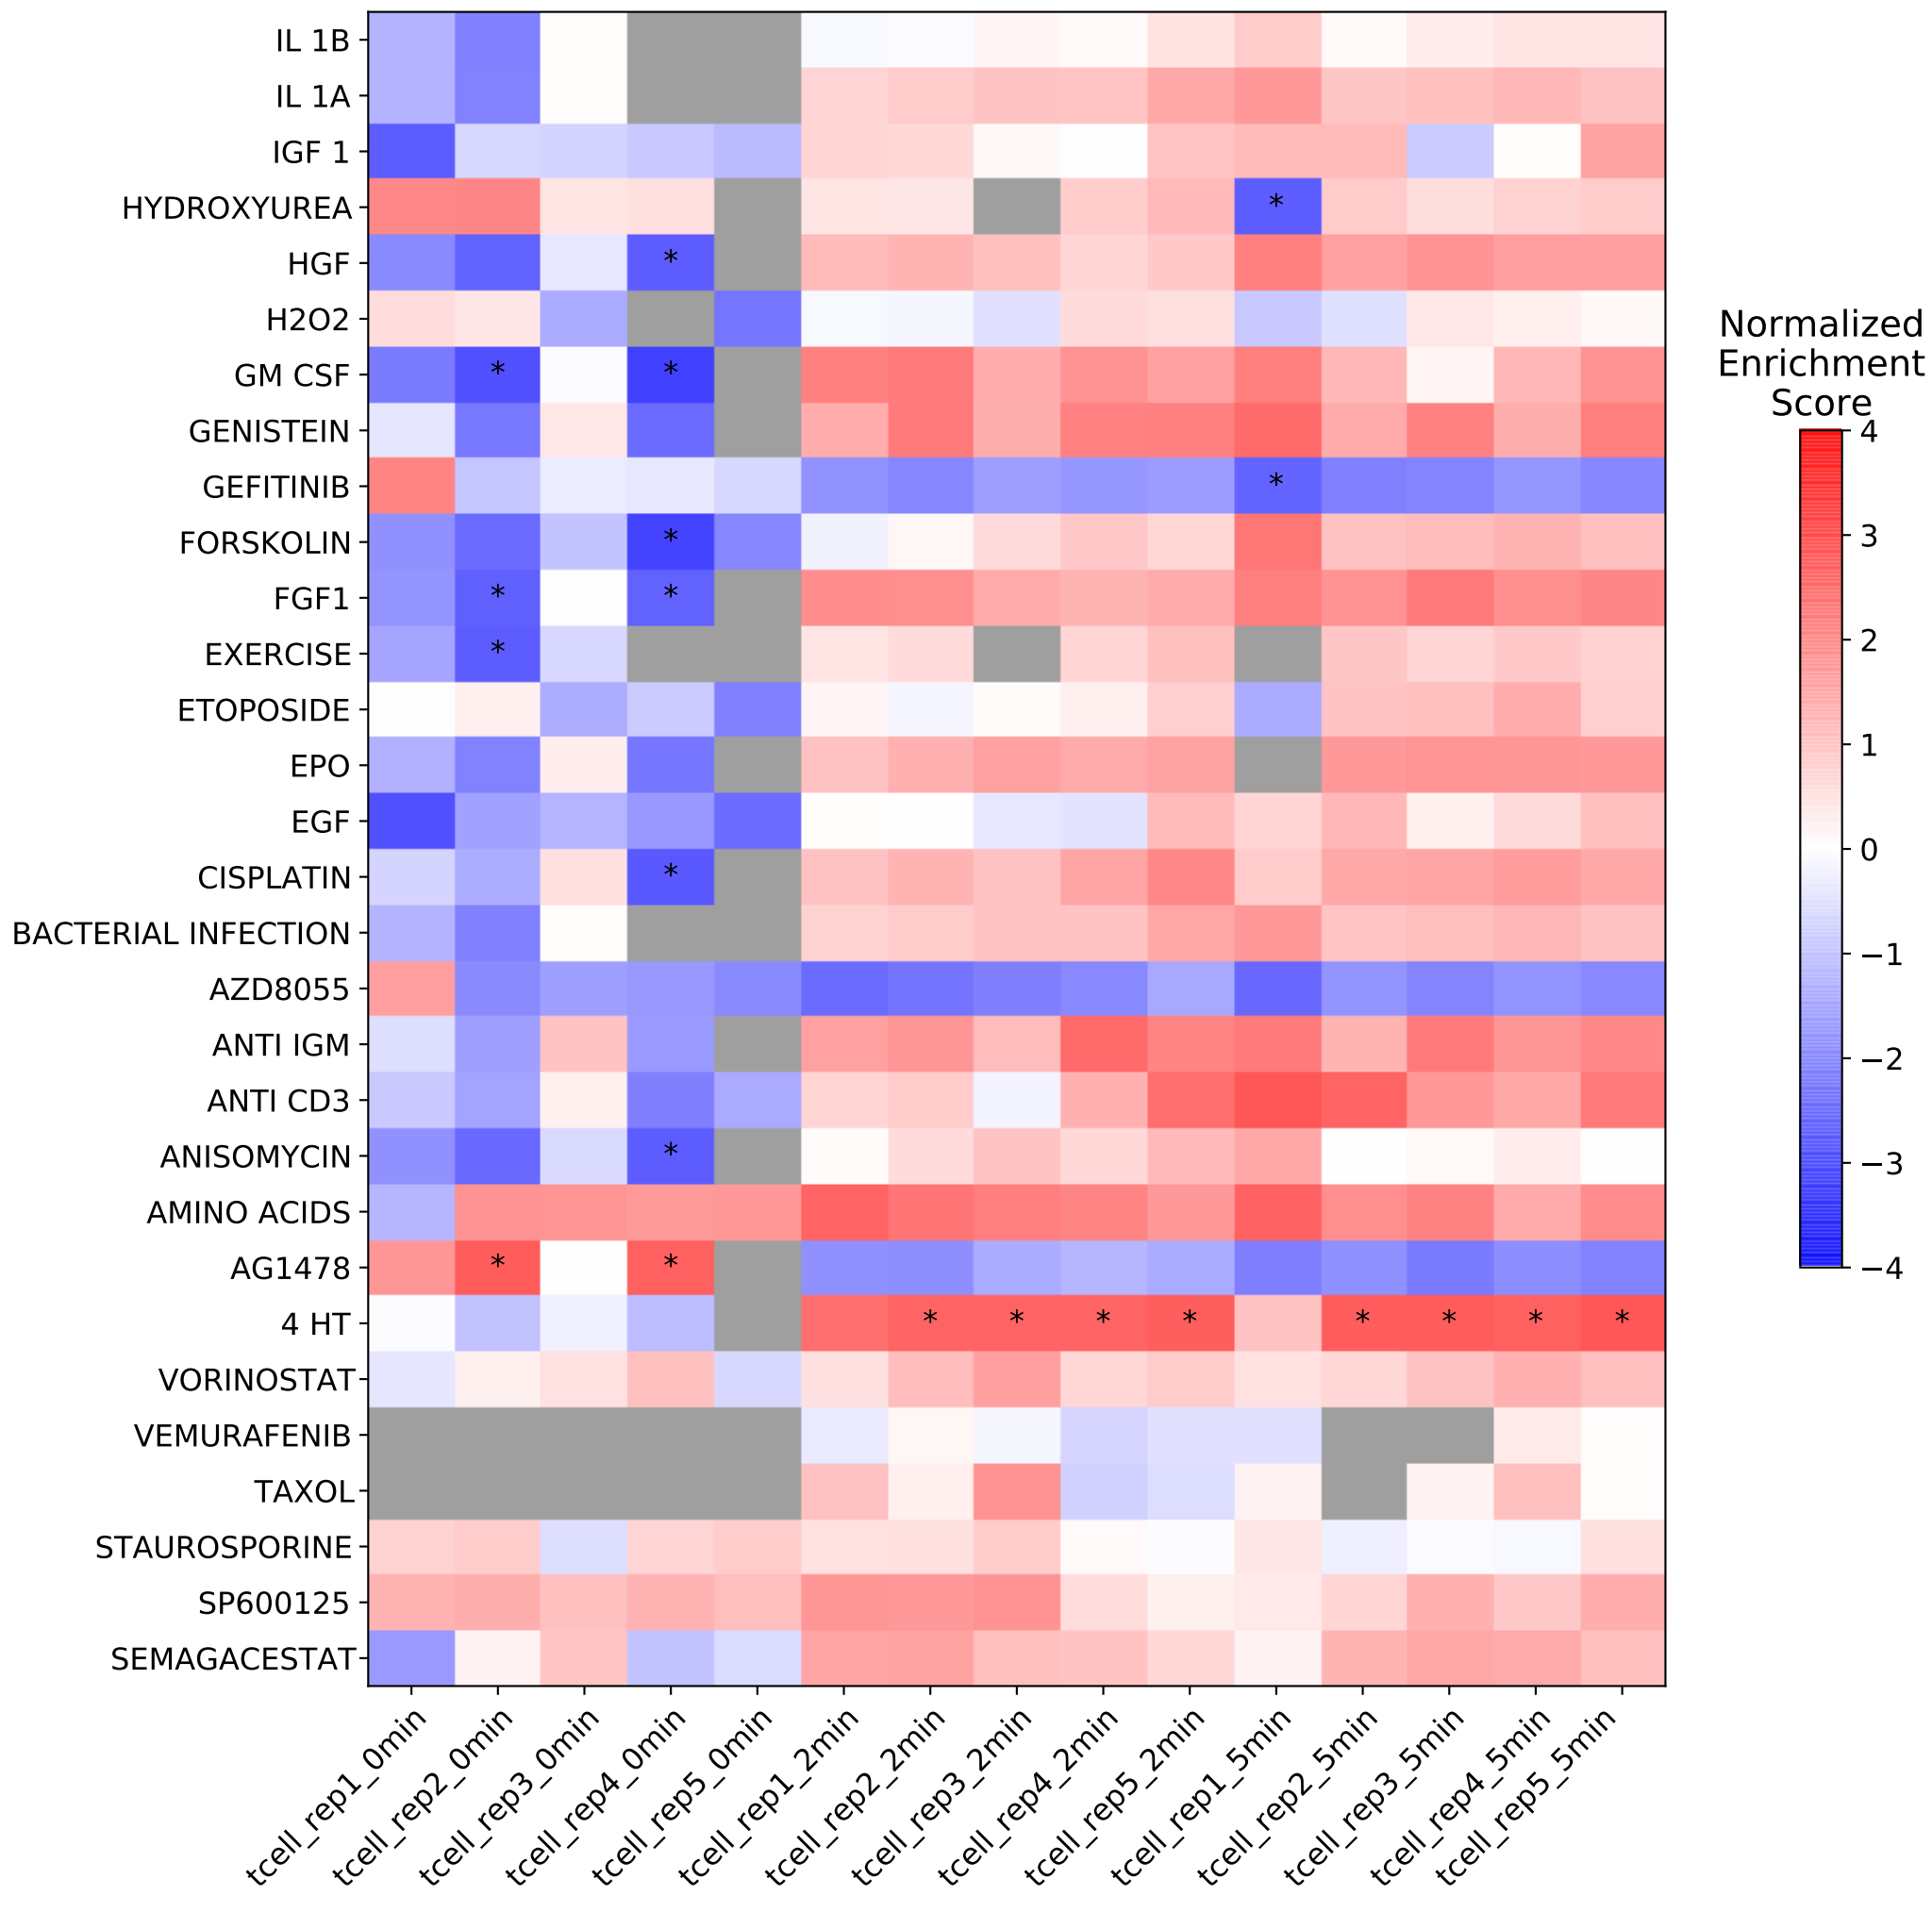 IL 1B
IL 1A
IGF 1
HYDROXYUREA
*
HGF
*
H2O2
GM CSF
* *
GENISTEIN
GEFITINIB
*
FORSKOLIN
*
FGF1
* *
EXERCISE
*
ETOPOSIDE
EPO
EGF
CISPLATIN
*
BACTERIAL INFECTION
AZD8055
ANTI IGM
ANTI CD3
ANISOMYCIN
*
AMINO ACIDS
AG1478
* *
4 HT
* * * * * * * *
VORINOSTAT
VEMURAFENIB
TAXOL
STAUROSPORINE
SP600125
SEMAGACESTAT
tcell_rep1_0min
tcell_rep2_0min
tcell_rep3_0min
tcell_rep4_0min
tcell_rep5_0min
tcell_rep1_2min
tcell_rep2_2min
tcell_rep3_2min
tcell_rep4_2min
tcell_rep5_2min
tcell_rep1_5min
tcell_rep2_5min
tcell_rep3_5min
tcell_rep4_5min
tcell_rep5_5min
Normalized
Enrichment
Score
4
3
2
1
0
−1
−2
−3
−4